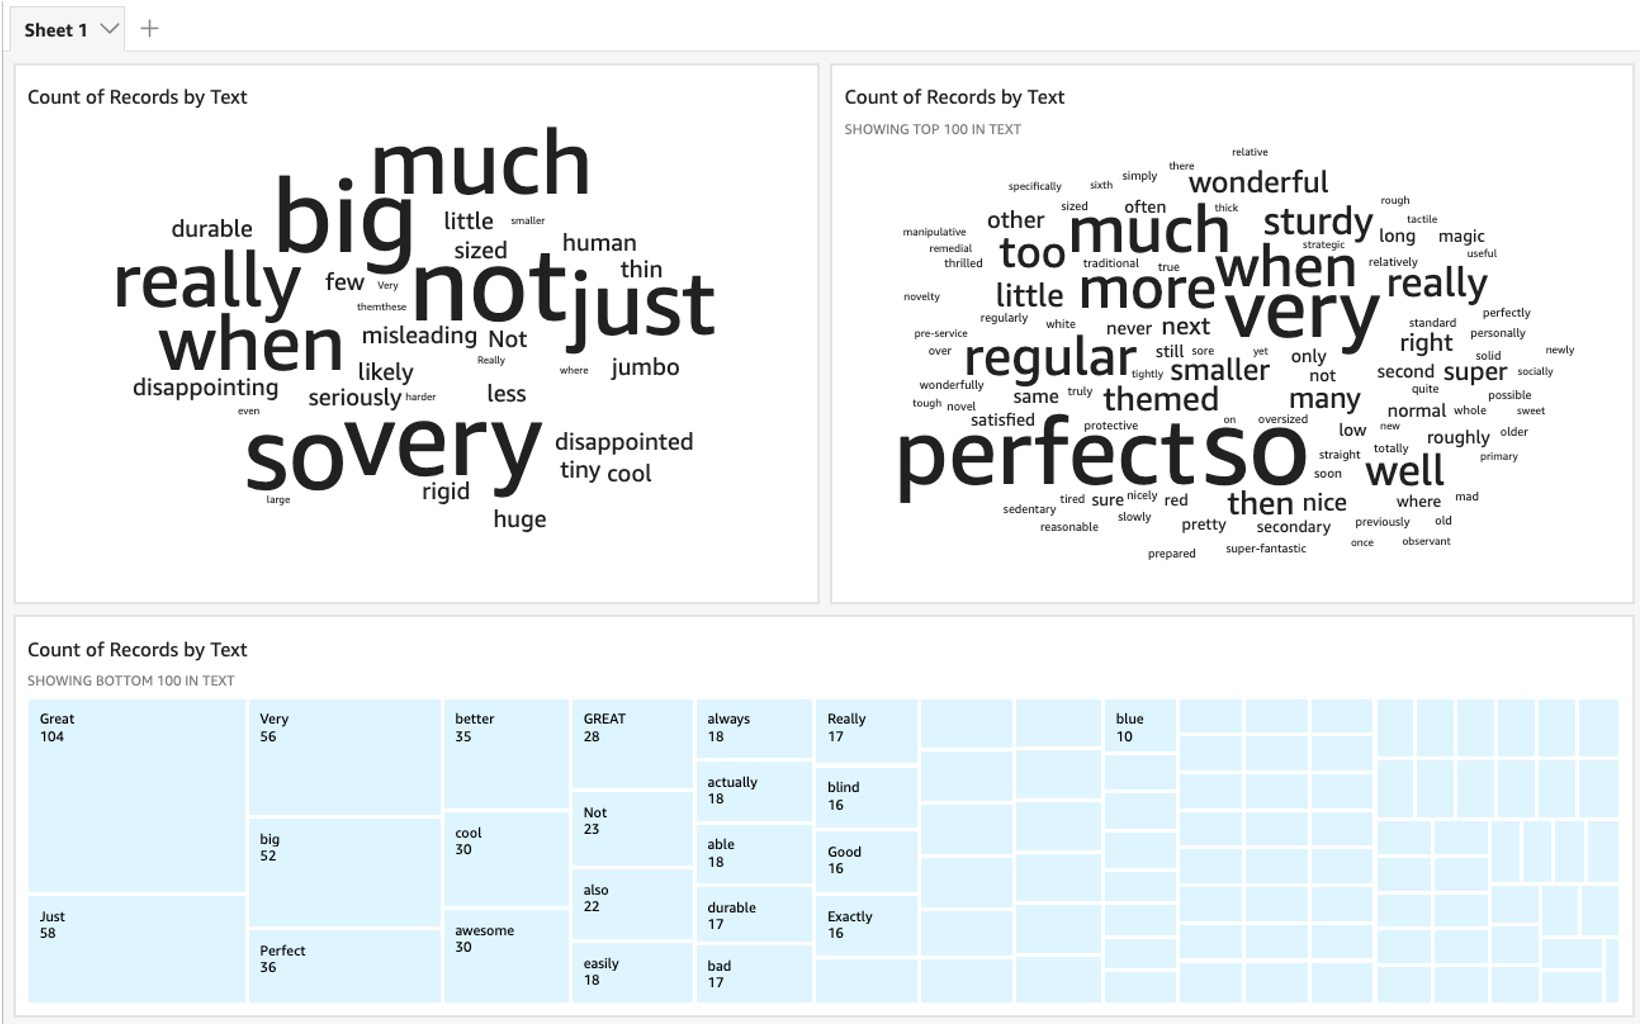 Sheet 1
Count of Records by Text
much
big
durable
little
smaller
sized
human
really
few
Very
not
thin
themthese
just
when
misleading
Not
likely
Really
where
jumbo
disappointing
seriously
harder
less
even
so
very
disappointed
tiny
cool
large
rigid
huge
Count of Records by Text
SHOWING TOP 100 IN TEXT
relative
there
simply
wonderful
specifically
sixth
rough
sized
often
thick
other
much
sturdy
tactile
manipulative
long
magic
remedial
too
strategic
useful
thrilled
traditional
true
when
relatively
novelty
little
more
really
very
regularly
white
never
next
perfectly
standard
personally
pre-service
right
over
regular
still
sore
yet
only
solid
newly
wonderfully
tightly
smaller
not
second
super
socially
tough
novel
same
truly
themed
many
quite
possible
satisfied
protective
on
oversized
normal
whole
sweet
low
new
roughly
older
perfect
so
straight
totally
primary
soon
well
tired
sure
nicely
red
then
nice
where
mad
sedentary
slowly
reasonable
pretty
secondary
previously
old
prepared
super-fantastic
once
observant
Count of Records by Text
SHOWING BOTTOM 100 IN TEXT
Great
104
Just
58
Very
56
big
52
Perfect
36
better
35
cool
30
awesome
30
GREAT
28
Not
23
also
22
easily
18
always
18
actually
18
able
18
durable
17
bad
17
Really
17
blind
16
Good
16
Exactly
16
blue
10